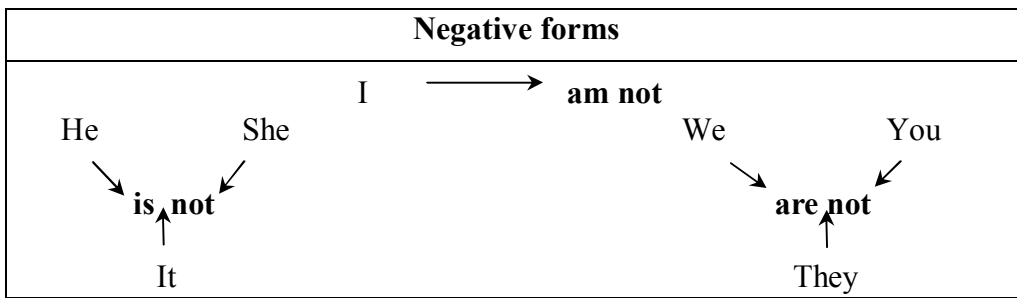 Negative forms
I am not
He She We You
is not are not
It They